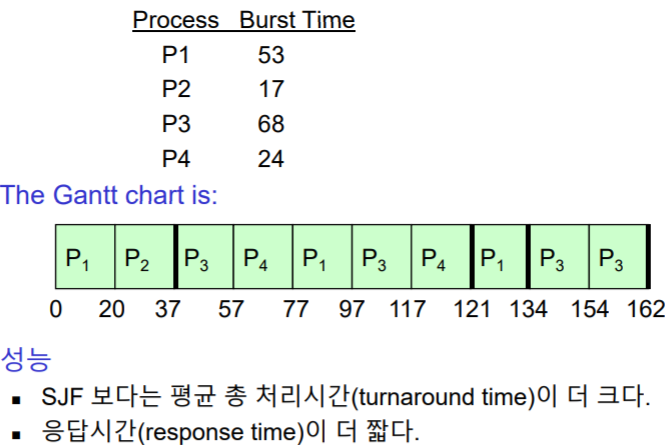 Process Burst Time
P1 53
P2 17
P3 68
P4 24
The Gantt chart is:
P1 P2 P3 P4 P1 P3 P4 P1 P3 P3
0 20 37 57 77 97 117 121 134 154 162
성능
▪ SJF 보다는 평균 총 처리시간(turnaround time)이 더 크다.
▪ 응답시간(response time)이 더 짧다.